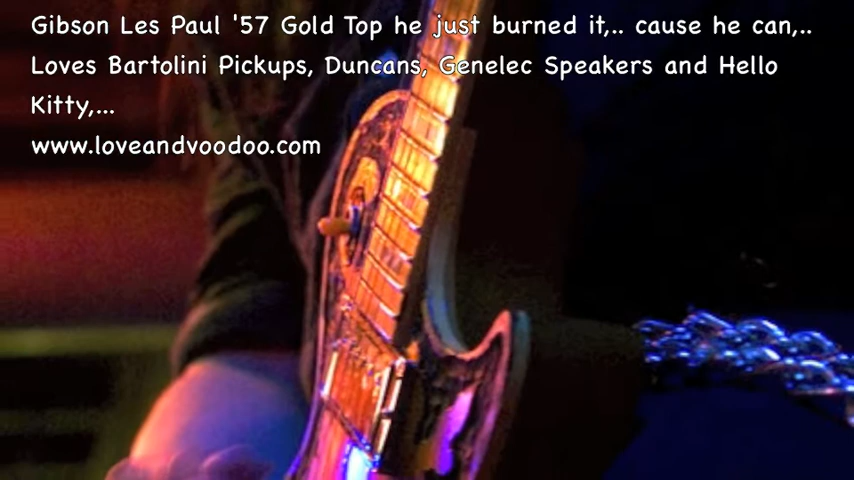 Gibson Les Paul '57 Gold Top he just burned it,.. cause he can,..
Loves Bartolini Pickups, Duncans, Genelec Speakers and Hello
Kitty,...
www.loveandvoodoo.com